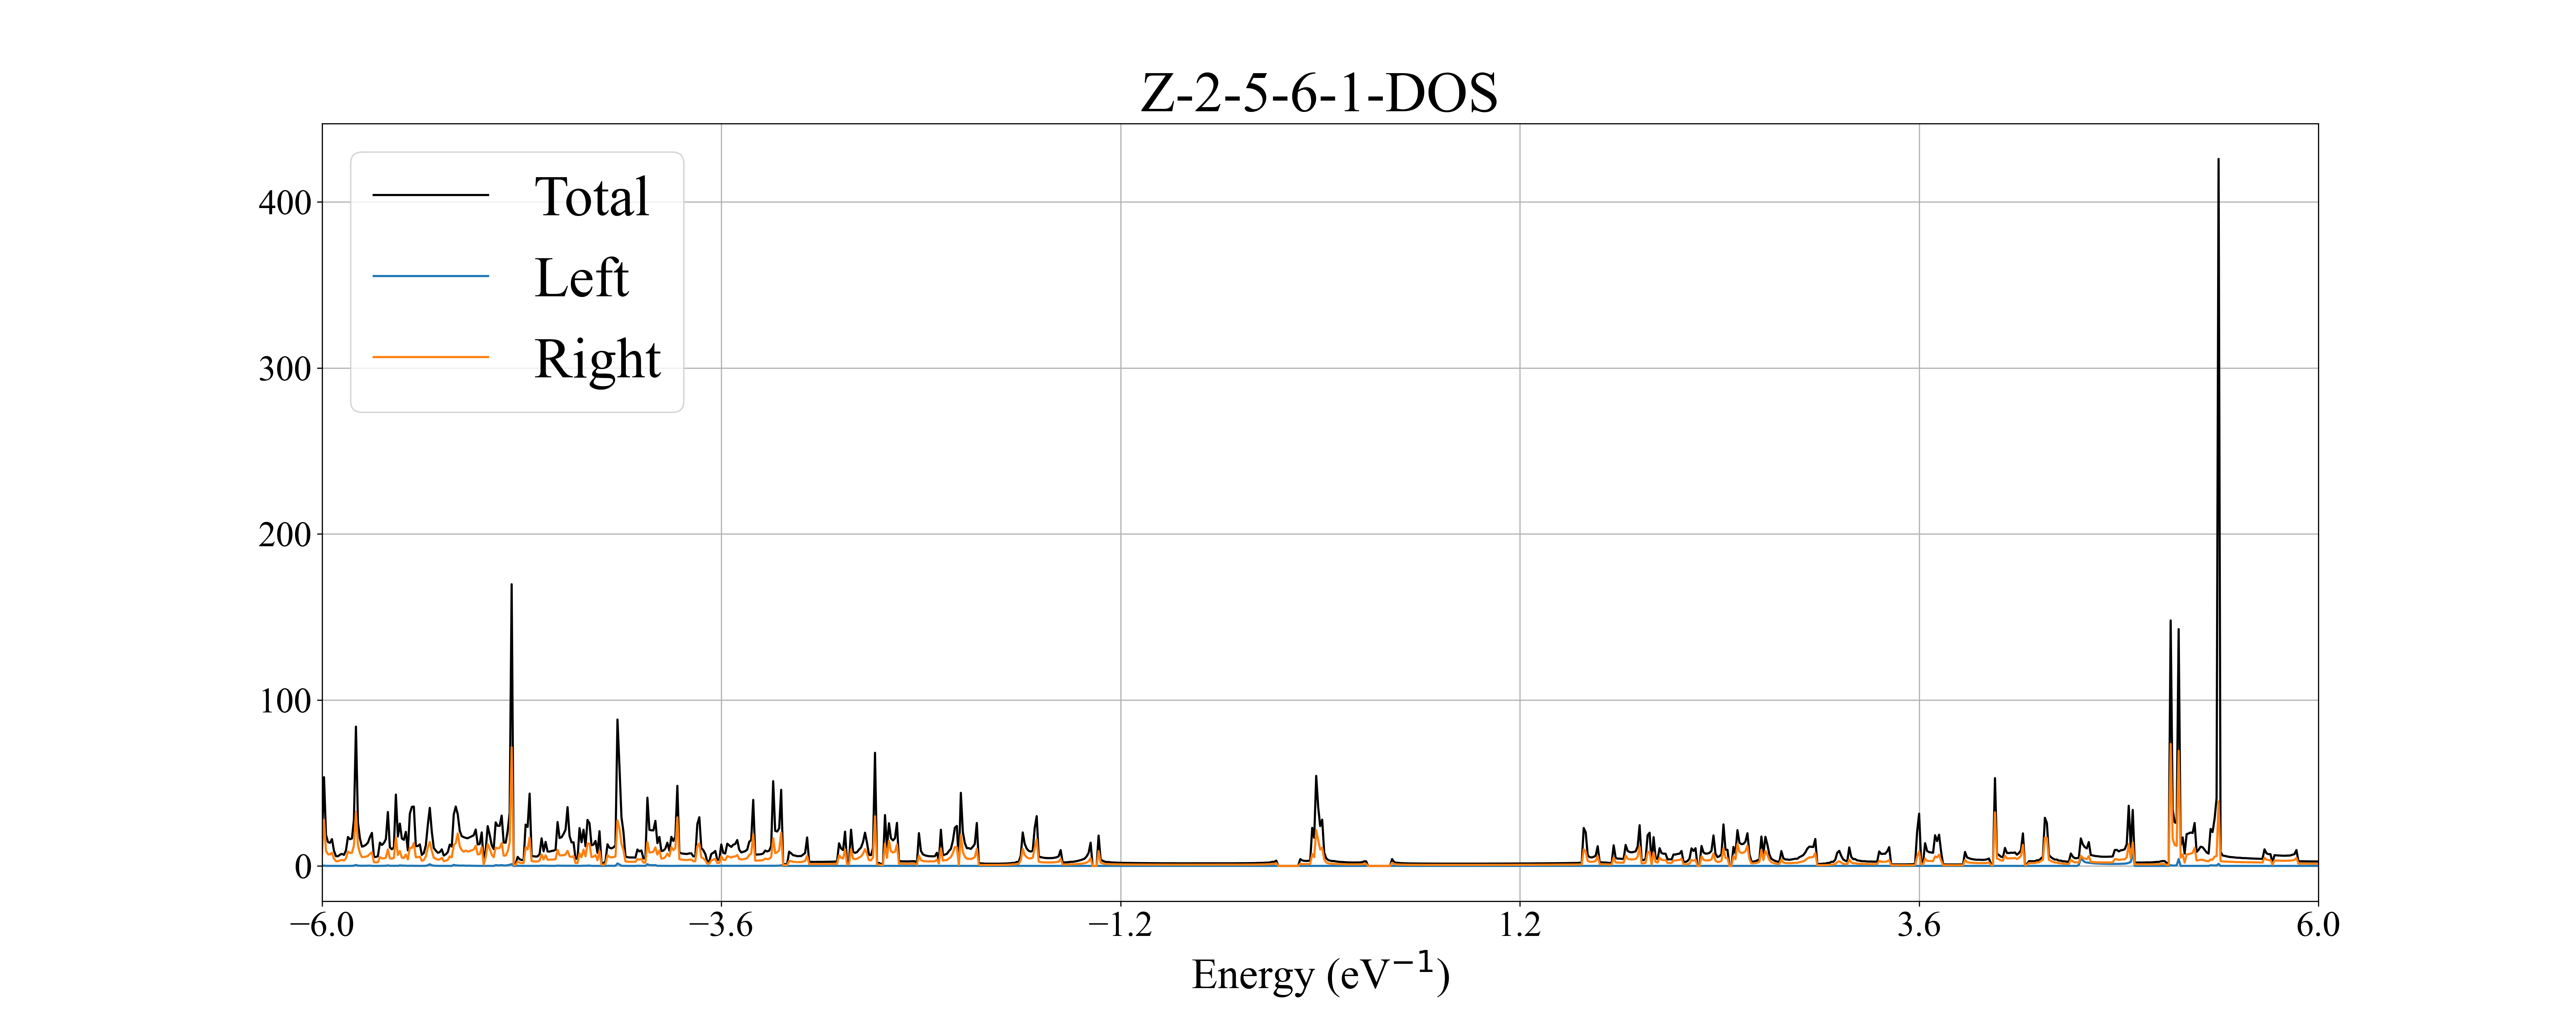 Z-2-5-6-1-DOS
Total
Left
Right
400
300
200
100
0
−6.0 −3.6 −1.2 1.2 3.6 6.0
Energy (eV⁻¹)